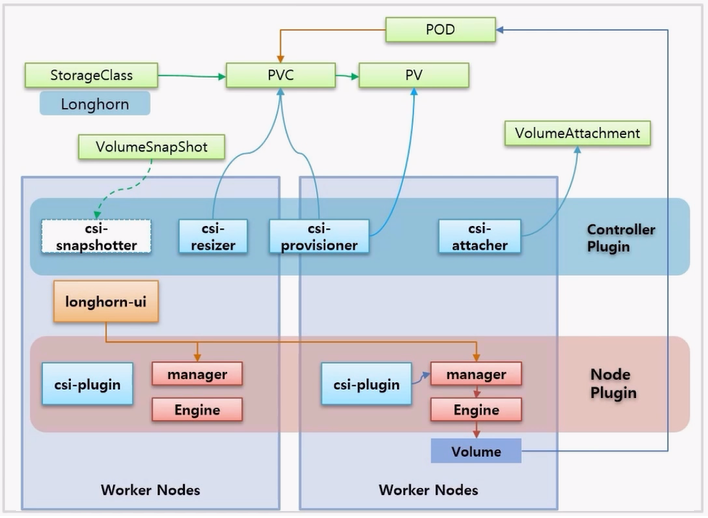 POD
StorageClass
PVC
PV
Longhorn
VolumeSnapShot
VolumeAttachment
csi-
snapshotter
csi-
resizer
csi-
provisioner
csi-
attacher
Controller
Plugin
longhorn-ui
csi-plugin
manager
Engine
csi-plugin
manager
Engine
Node
Plugin
Volume
Worker Nodes
Worker Nodes